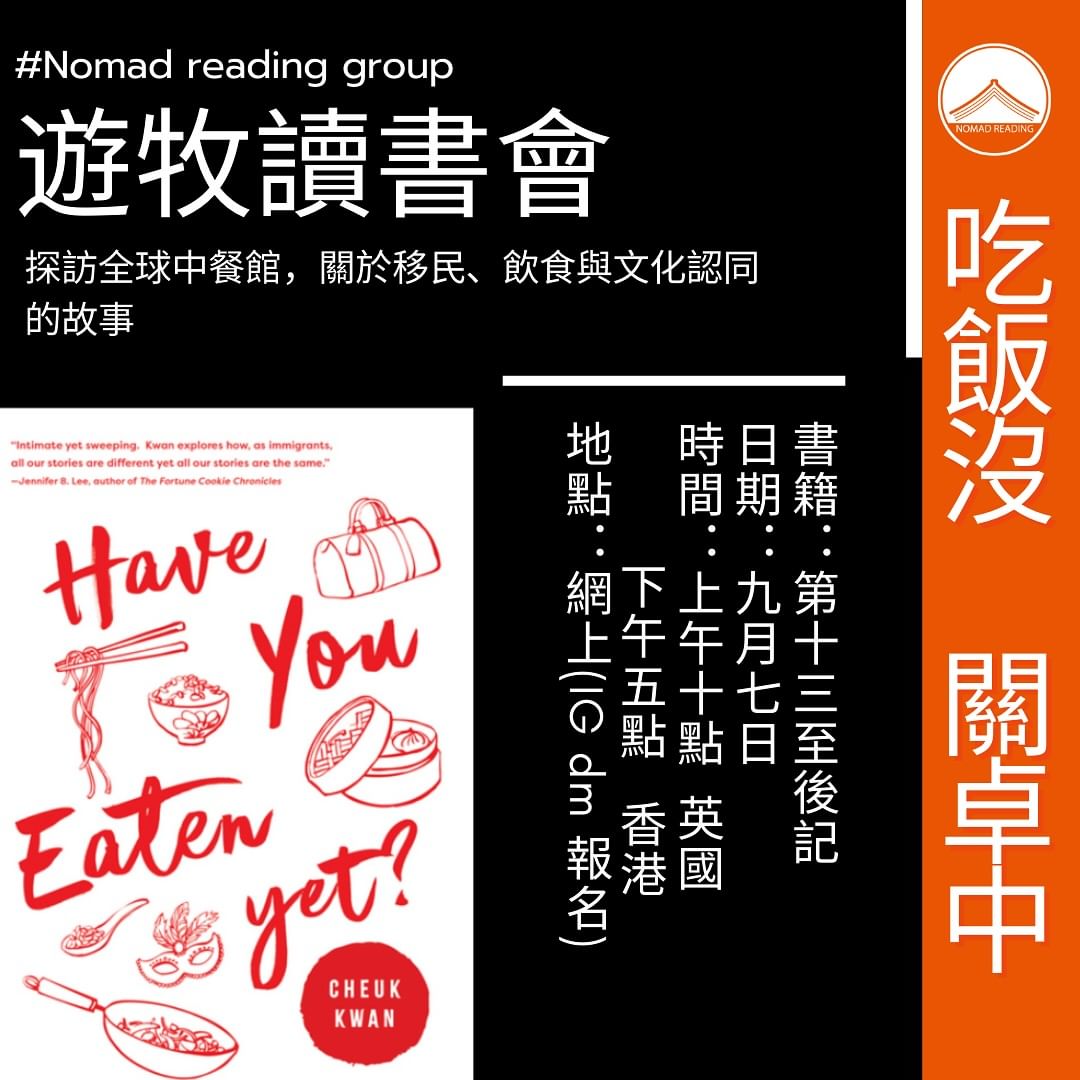 #Nomad reading group
遊牧讀書會
探訪全球中餐館，關於移民、飲食與文化認同
的故事
NOMAD READING
吃飯沒 關卓中
書籍：第十三至後記
日期：九月七日
時間：上午十點 英國
下午五點 香港
地點：網上(IG dm 報名)
"Intimate yet sweeping. Kwan explores how, as immigrants,
all our stories are different yet all our stories are the same."
—Jennifer 8. Lee, author of The Fortune Cookie Chronicles
Have
You
Eaten
yet?
CHEUK
KWAN